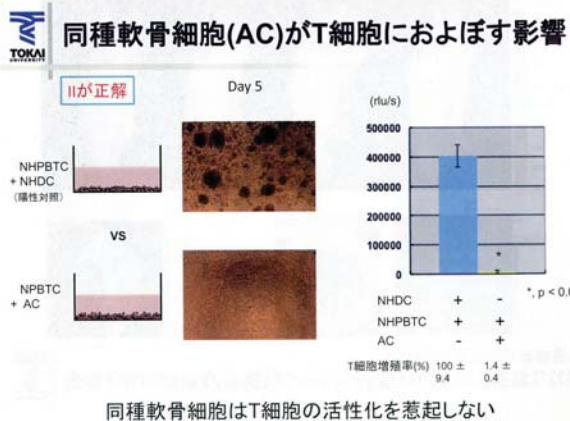 TOKAI
UNIVERSITY
同種軟骨細胞(AC)がT細胞におよぼす影響
IIが正解
Day 5
NHPBTC
+ NHDC
(陽性対照)
VS
NPBTC
+ AC
(rlu/s)
500000
400000
300000
200000
100000
0
*
*, p < 0.0
NHDC + -
NHPBTC + +
AC - +
T細胞増殖率(%) 100 ± 1.4 ±
9.4 0.4
同種軟骨細胞はT細胞の活性化を惹起しない